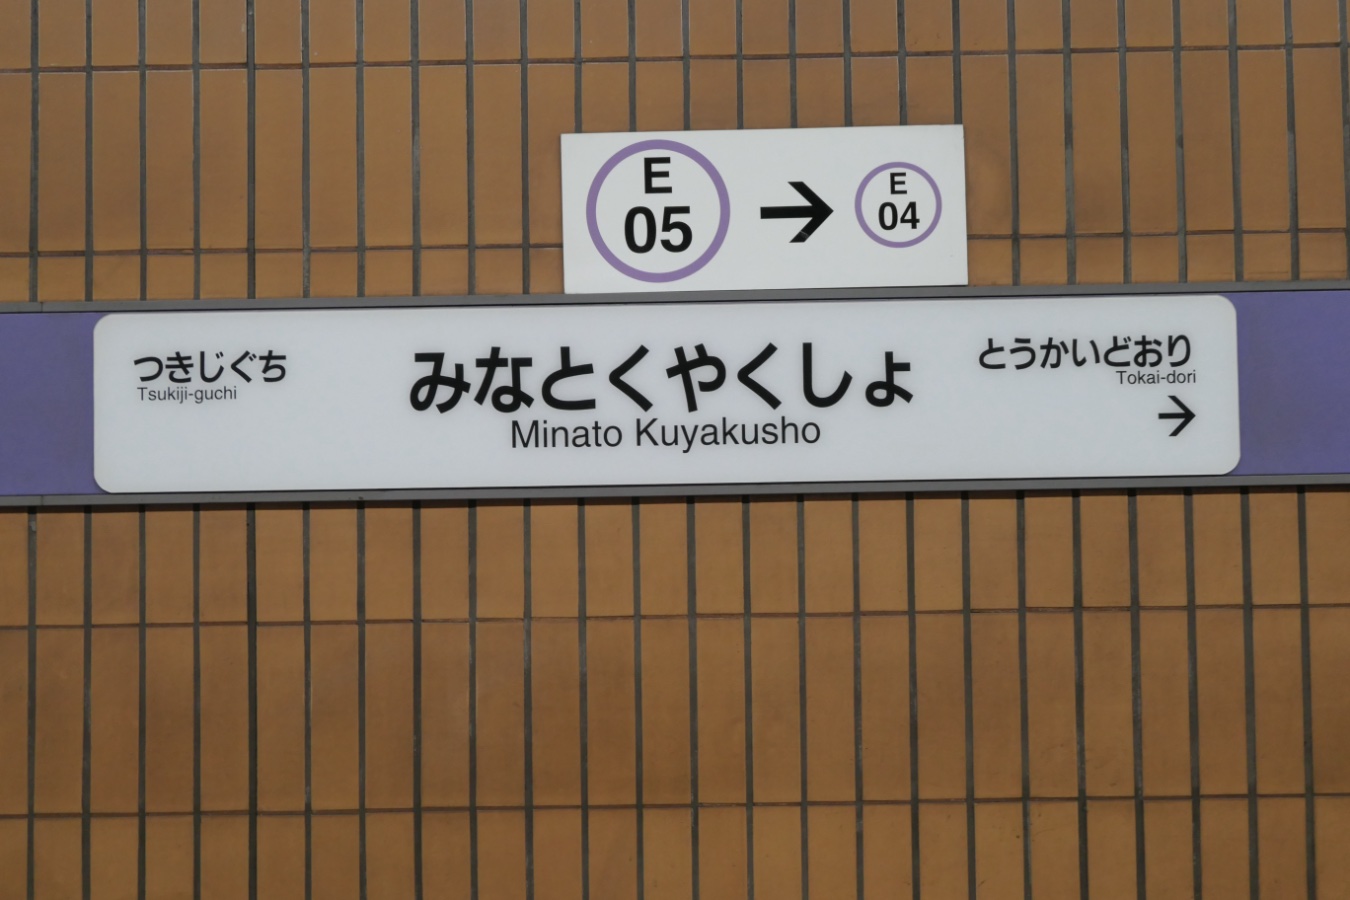 E
05
→
E
04
つきじぐち
Tsukiji-guchi
みなとくやくしょ
Minato Kuyakusho
とうかいどおり
Tokai-dori
→